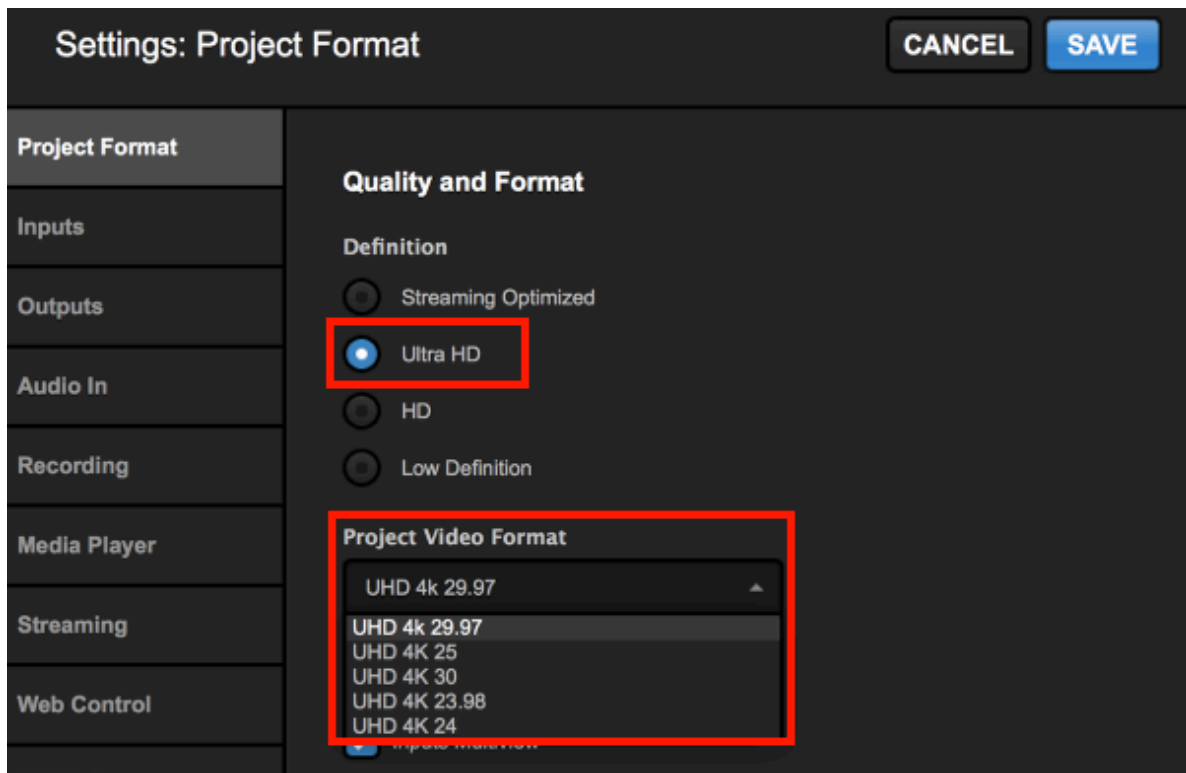 Settings: Project Format
CANCEL
SAVE
Project Format
Inputs
Outputs
Audio In
Recording
Media Player
Streaming
Web Control
Quality and Format
Definition
Streaming Optimized
Ultra HD
HD
Low Definition
Project Video Format
UHD 4k 29.97
UHD 4k 29.97
UHD 4K 25
UHD 4K 30
UHD 4K 23.98
UHD 4K 24
Inputs Multiview